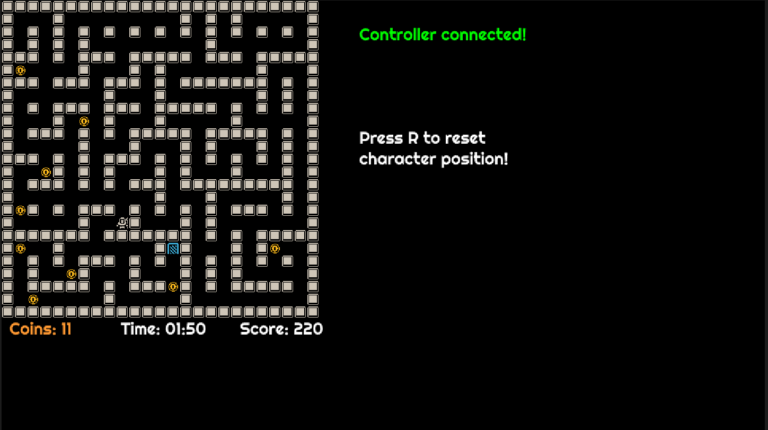 Controller connected!
Press R to reset
character position!
Coins: 11 Time: 01:50 Score: 220